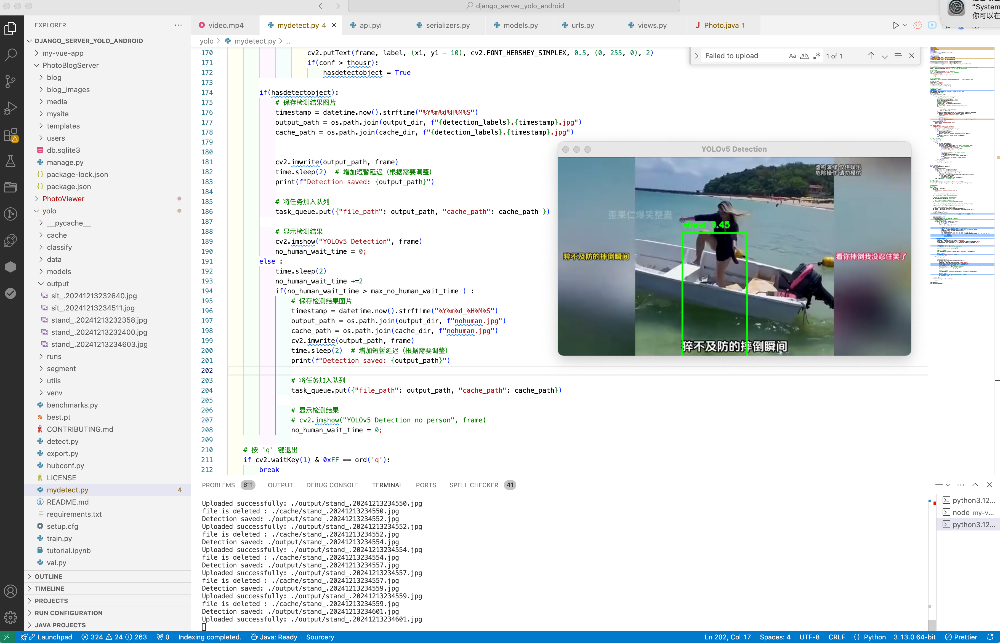 django_server_yolo_android
“System
你可以在
EXPLORER
DJANGO_SERVER_YOLO_ANDROID
my-vue-app
PhotoBlogServer
blog
blog_images
media
mysite
templates
users
db.sqlite3
manage.py
package-lock.json
package.json
PhotoViewer
yolo
__pycache__
cache
classify
data
models
output
sit_.20241213232640.jpg
sit_.20241213234511.jpg
stand_.20241213232358.jpg
stand_.20241213232400.jpg
stand_.20241213234603.jpg
runs
segment
utils
venv
benchmarks.py
best.pt
CONTRIBUTING.md
detect.py
export.py
hubconf.py
LICENSE
mydetect.py 4
README.md
requirements.txt
setup.cfg
train.py
tutorial.ipynb
val.py
OUTLINE
TIMELINE
PROJECTS
RUN CONFIGURATION
JAVA PROJECTS
video.mp4 mydetect.py 4 api.pyi serializers.py models.py urls.py views.py Photo.java 1
yolo > mydetect.py > ...
Failed to upload Aa ab 1 of 1
170 cv2.putText(frame, label, (x1, y1 - 10), cv2.FONT_HERSHEY_SIMPLEX, 0.5, (0, 255, 0), 2)
171 if(conf > thousr):
172 hasdetectobject = True
173
174 if(hasdetectobject):
175 # 保存检测结果图片
176 timestamp = datetime.now().strftime("%Y%m%d%H%M%S")
177 output_path = os.path.join(output_dir, f"{detection_labels}.{timestamp}.jpg")
178 cache_path = os.path.join(cache_dir, f"{detection_labels}.{timestamp}.jpg")
179
180
181 cv2.imwrite(output_path, frame)
182 time.sleep(2) # 增加短暂延迟（根据需要调整）
183 print(f"Detection saved: {output_path}")
184
185 # 将任务加入队列
186 task_queue.put({"file_path": output_path, "cache_path": cache_path })
187
188 # 显示检测结果
189 cv2.imshow("YOLOv5 Detection", frame)
190 no_human_wait_time = 0;
191 else :
192 time.sleep(2)
193 no_human_wait_time +=2
194 if(no_human_wait_time > max_no_human_wait_time ) :
195 # 保存检测结果图片
196 timestamp = datetime.now().strftime("%Y%m%d_%H%M%S")
197 output_path = os.path.join(output_dir, f"nohuman.jpg")
198 cache_path = os.path.join(cache_dir, f"nohuman.jpg")
199 cv2.imwrite(output_path, frame)
200 time.sleep(2) # 增加短暂延迟（根据需要调整）
201 print(f"Detection saved: {output_path}")
202
203 # 将任务加入队列
204 task_queue.put({"file_path": output_path, "cache_path": cache_path})
205
206 # 显示检测结果
207 # cv2.imshow("YOLOv5 Detection no person", frame)
208 no_human_wait_time = 0;
209
210 # 按 'q' 键退出
211 if cv2.waitKey(1) & 0xFF == ord('q'):
212 break
YOLOv5 Detection
虚构演绎 仅供娱乐
危险操作 请勿模仿
歪果仁爆笑整蛊
stand 0.45
猝不及防的摔倒瞬间
看你摔倒我没忍住笑了
猝不及防的摔倒瞬间
PROBLEMS 611 OUTPUT DEBUG CONSOLE TERMINAL PORTS SPELL CHECKER 41
Uploaded successfully: ./output/stand_.20241213234550.jpg
file is deleted : ./cache/stand_.20241213234550.jpg
Detection saved: ./output/stand_.20241213234552.jpg
Uploaded successfully: ./output/stand_.20241213234552.jpg
file is deleted : ./cache/stand_.20241213234552.jpg
Detection saved: ./output/stand_.20241213234554.jpg
Uploaded successfully: ./output/stand_.20241213234554.jpg
file is deleted : ./cache/stand_.20241213234554.jpg
Detection saved: ./output/stand_.20241213234557.jpg
Uploaded successfully: ./output/stand_.20241213234557.jpg
file is deleted : ./cache/stand_.20241213234557.jpg
Detection saved: ./output/stand_.20241213234559.jpg
Uploaded successfully: ./output/stand_.20241213234559.jpg
file is deleted : ./cache/stand_.20241213234559.jpg
Detection saved: ./output/stand_.20241213234601.jpg
Uploaded successfully: ./output/stand_.20241213234601.jpg
python3.12...
node my-v...
python3.12...
Launchpad 324 24 263 0 Indexing completed. Java: Ready Sourcery Ln 202, Col 17 Spaces: 4 UTF-8 CRLF {} Python 3.13.0 64-bit Prettier